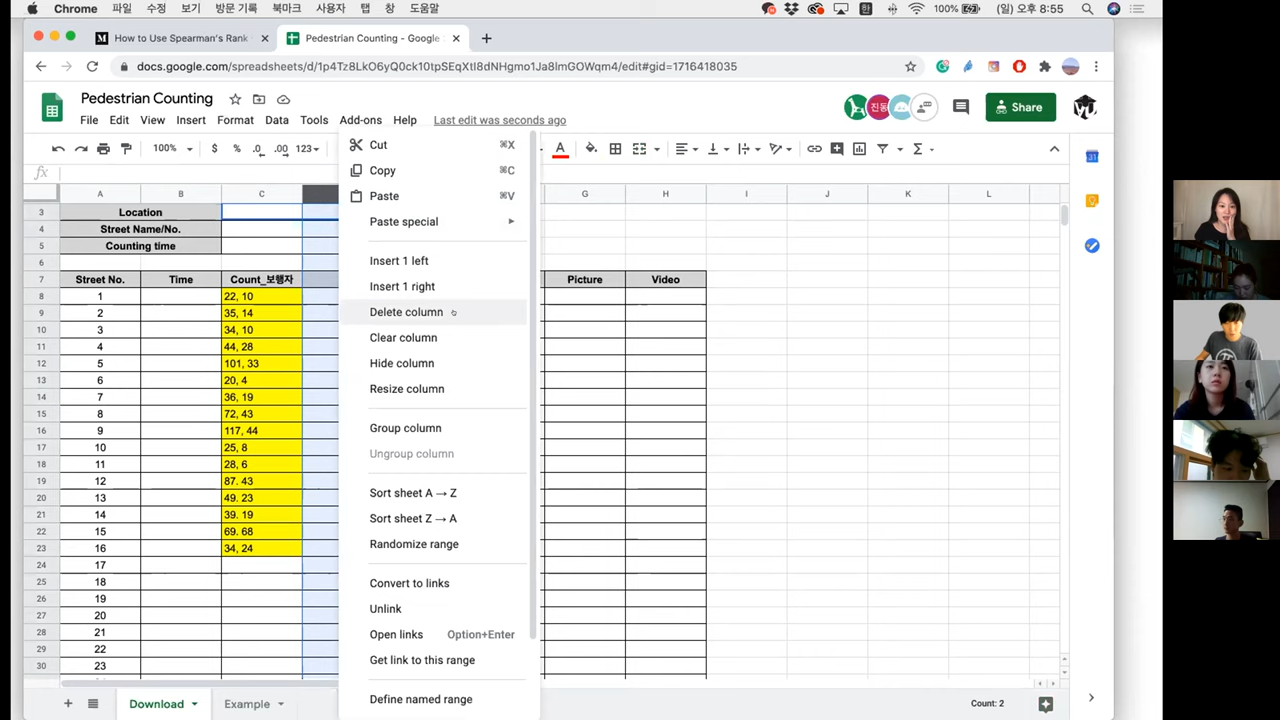 Chrome 파일 수정 보기 방문 기록 북마크 사용자 탭 창 도움말 한 100% (일) 오후 8:55
How to Use Spearman's Rank Pedestrian Counting - Google
docs.google.com/spreadsheets/d/1p4Tz8LkO6yQ0ck10tpSEqXtI8dNHgmo1Ja8lmGOWqm4/edit#gid=1716418035
Pedestrian Counting
진동
Share
File Edit View Insert Format Data Tools Add-ons Help Last edit was seconds ago
100% $ % .0 .00 123
A B C G H I J K L
3 Location
4 Street Name/No.
5 Counting time
6
7 Street No. Time Count_보행자 Picture Video
8 1 22, 10
9 2 35, 14
10 3 34, 10
11 4 44, 28
12 5 101, 33
13 6 20, 4
14 7 36, 19
15 8 72, 43
16 9 117, 44
17 10 25, 8
18 11 28, 6
19 12 87. 43
20 13 49. 23
21 14 39. 19
22 15 69. 68
23 16 34, 24
24 17
25 18
26 19
27 20
28 21
29 22
30 23
Cut ⌘X
Copy ⌘C
Paste ⌘V
Paste special
Insert 1 left
Insert 1 right
Delete column
Clear column
Hide column
Resize column
Group column
Ungroup column
Sort sheet A → Z
Sort sheet Z → A
Randomize range
Convert to links
Unlink
Open links Option+Enter
Get link to this range
Define named range
Download Example Count: 2